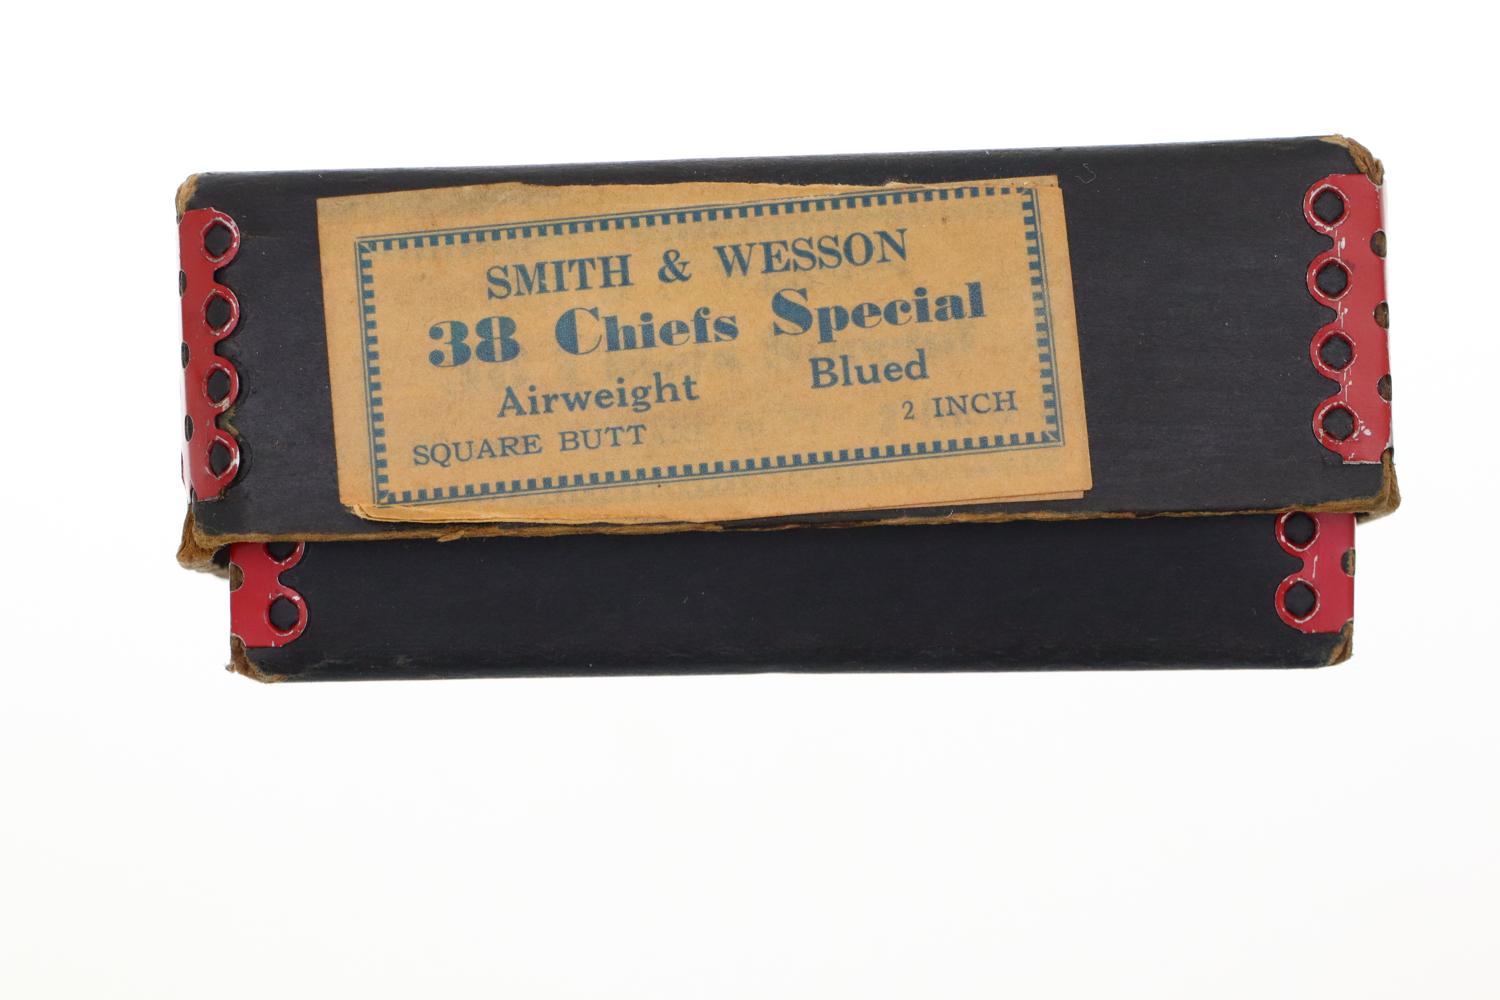 SMITH & WESSON
38 Chiefs Special
Airweight Blued
SQUARE BUTT 2 INCH